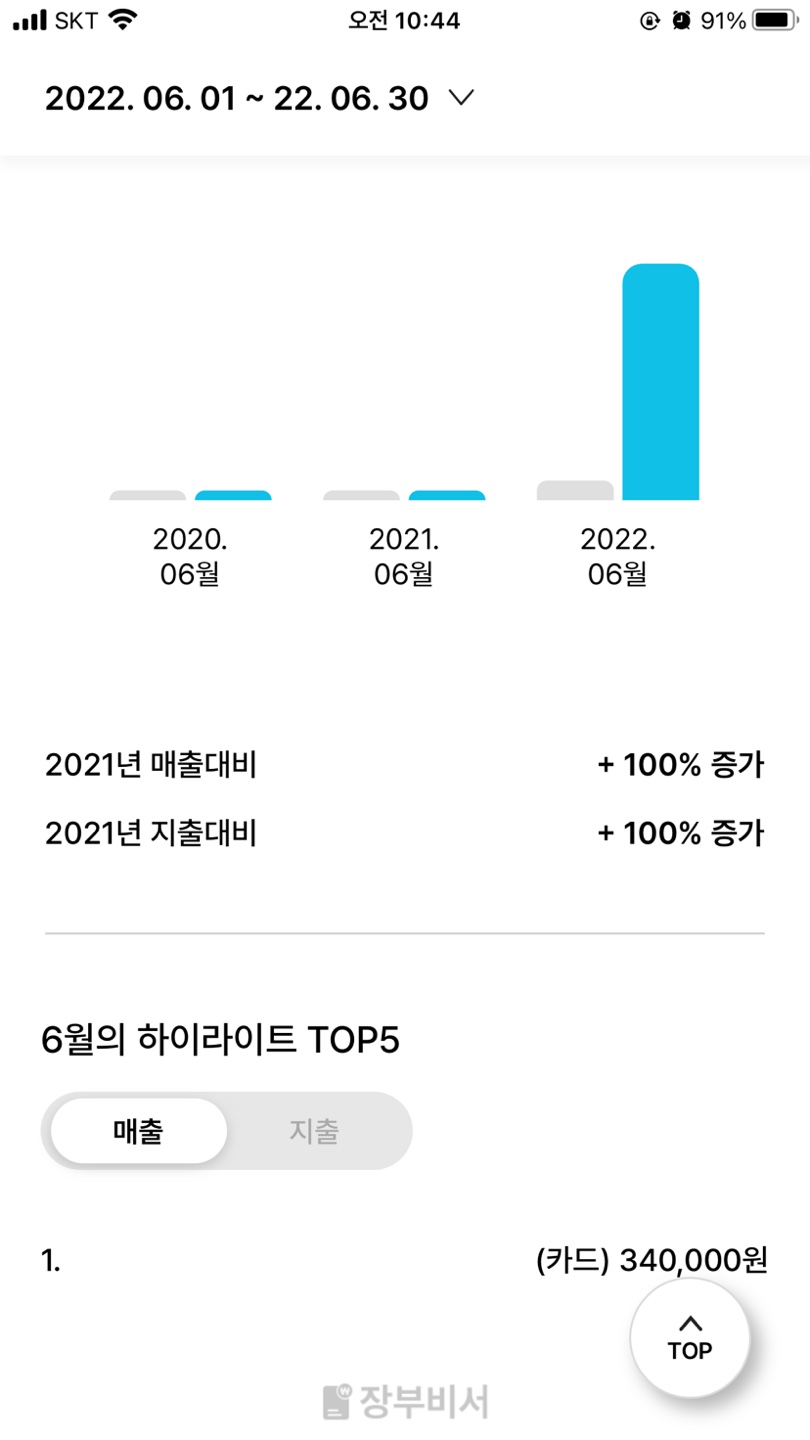 SKT 오전 10:44 91%
2022. 06. 01 ~ 22. 06. 30
2020. 06월
2021. 06월
2022. 06월
2021년 매출대비 + 100% 증가
2021년 지출대비 + 100% 증가
6월의 하이라이트 TOP5
매출 지출
1. (카드) 340,000원
TOP
장부비서